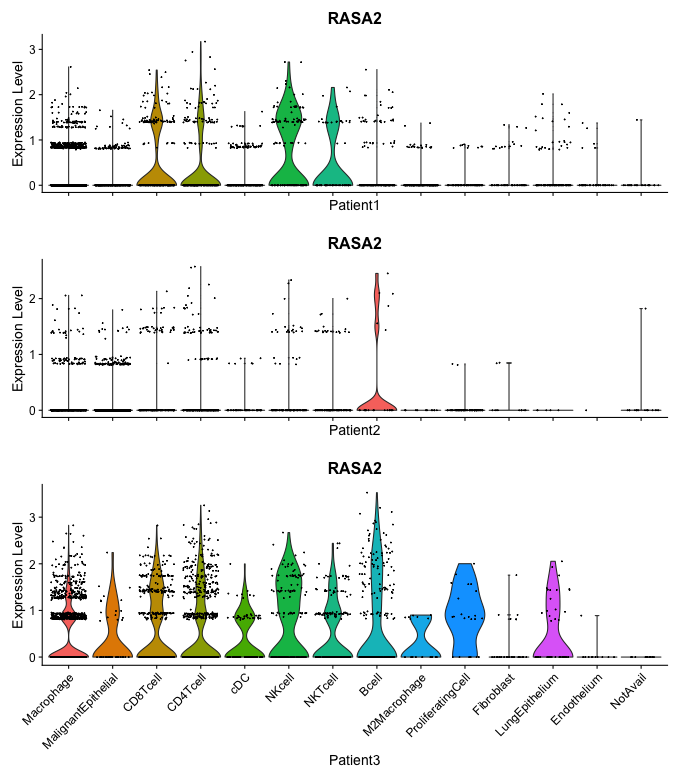 RASA2
Expression Level
3
2
1
0
Patient1
RASA2
Expression Level
2
1
0
Patient2
RASA2
Expression Level
3
2
1
0
Macrophage
MalignantEpithelial
CD8Tcell
CD4Tcell
cDC
NKcell
NKTcell
Bcell
M2Macrophage
ProliferatingCell
Fibroblast
LungEpithelium
Endothelium
NotAvail
Patient3